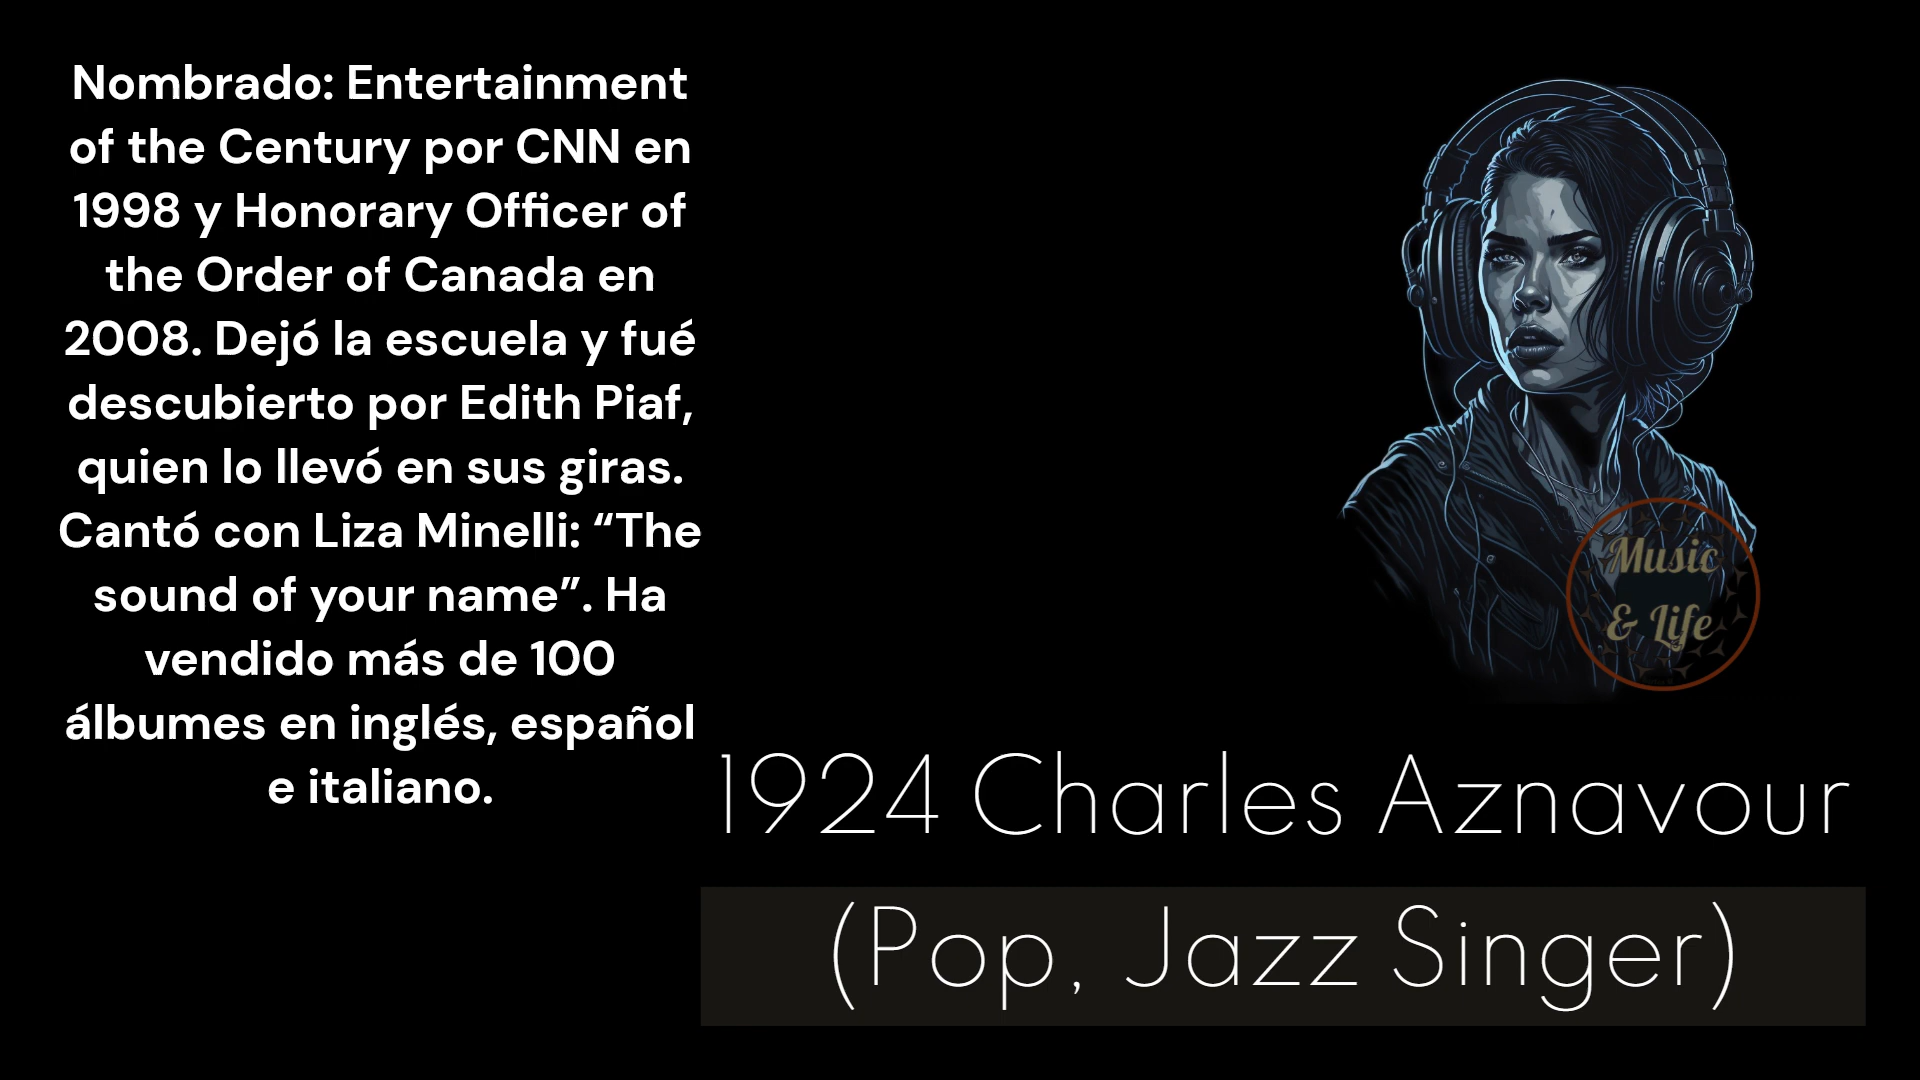 Nombrado: Entertainment
of the Century por CNN en
1998 y Honorary Officer of
the Order of Canada en
2008. Dejó la escuela y fué
descubierto por Edith Piaf,
quien lo llevó en sus giras.
Cantó con Liza Minelli: “The
sound of your name”. Ha
vendido más de 100
álbumes en inglés, español
e italiano.
Music
& Life
1924 Charles Aznavour
(Pop, Jazz Singer)